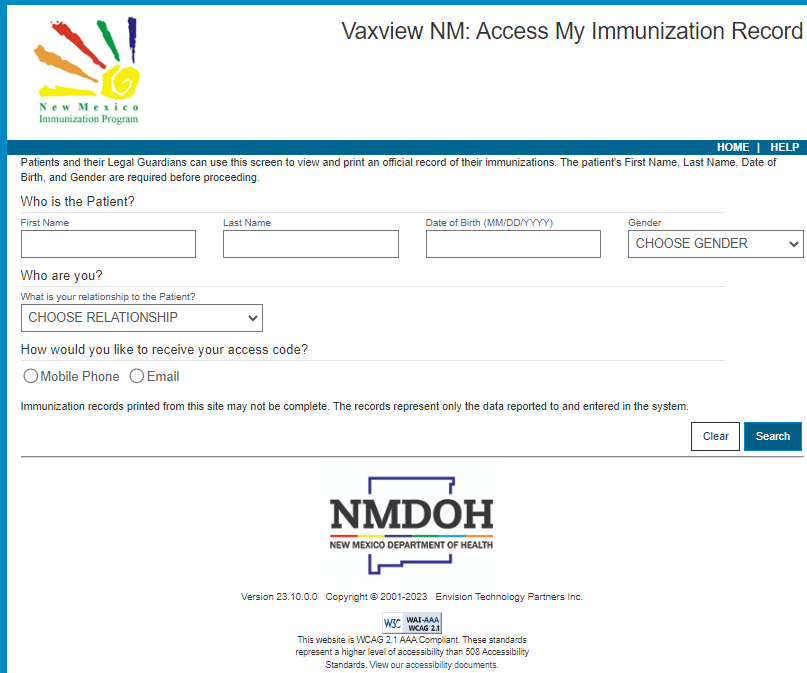 Vaxview NM: Access My Immunization Record
New Mexico
Immunization Program
HOME | HELP
Patients and their Legal Guardians can use this screen to view and print an official record of their immunizations. The patient's First Name, Last Name, Date of
Birth, and Gender are required before proceeding.
Who is the Patient?
First Name Last Name Date of Birth (MM/DD/YYYY) Gender
CHOOSE GENDER
Who are you?
What is your relationship to the Patient?
CHOOSE RELATIONSHIP
How would you like to receive your access code?
Mobile Phone Email
Immunization records printed from this site may not be complete. The records represent only the data reported to and entered in the system.
Clear Search
NMDOH
NEW MEXICO DEPARTMENT OF HEALTH
Version 23.10.0.0 Copyright © 2001-2023 Envision Technology Partners Inc.
W3C WAI-AAA
WCAG 2.1
This website is WCAG 2.1 AAA Compliant. These standards
represent a higher level of accessibility than 508 Accessibility
Standards. View our accessibility documents.